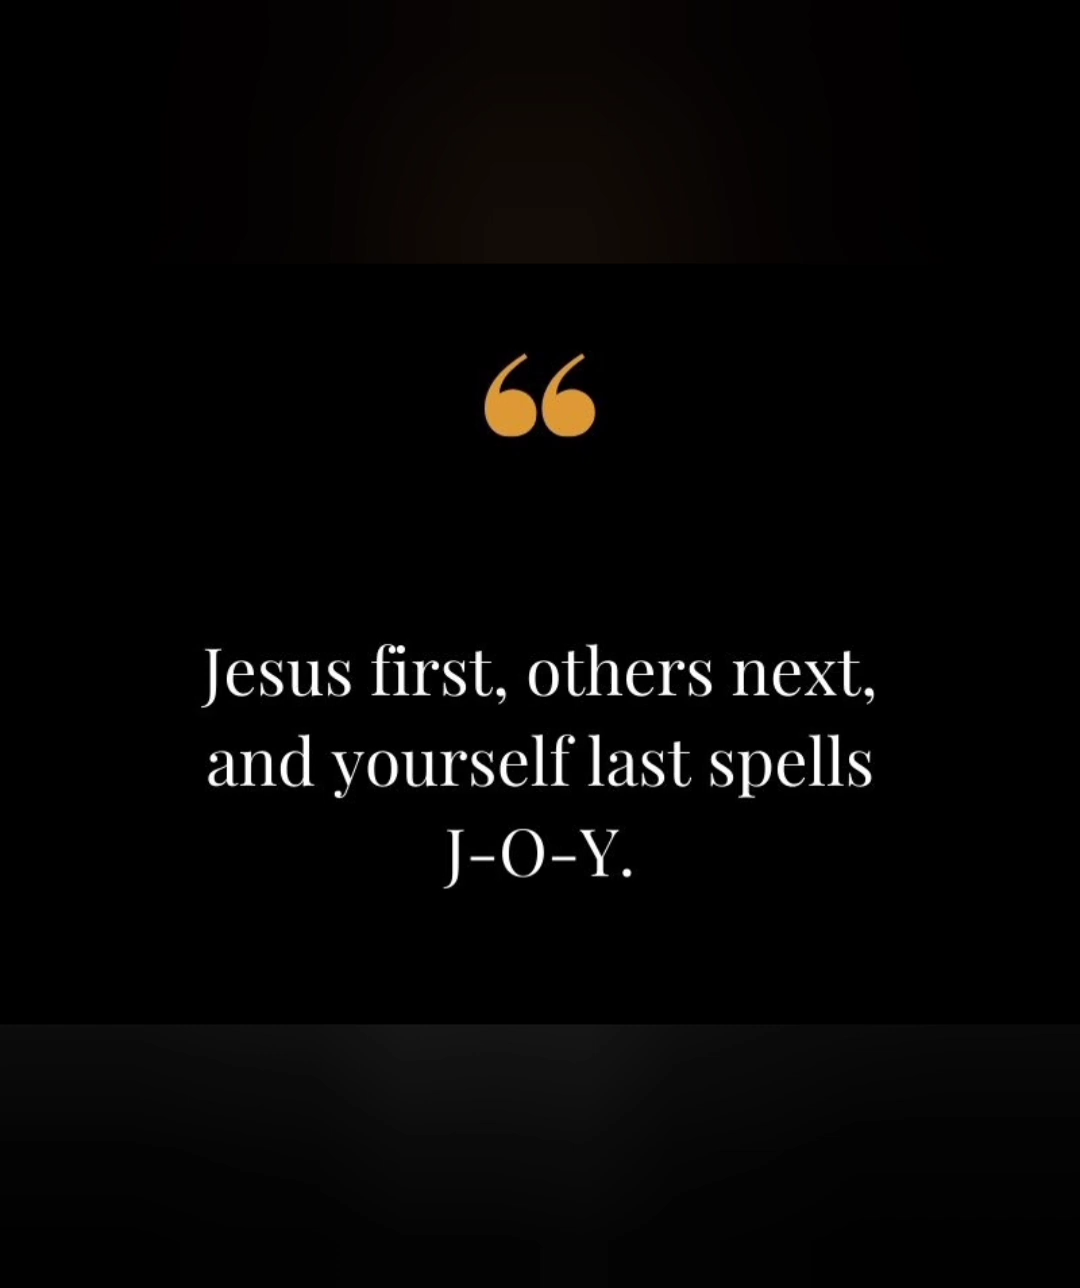 “
Jesus first, others next,
and yourself last spells
J-O-Y.